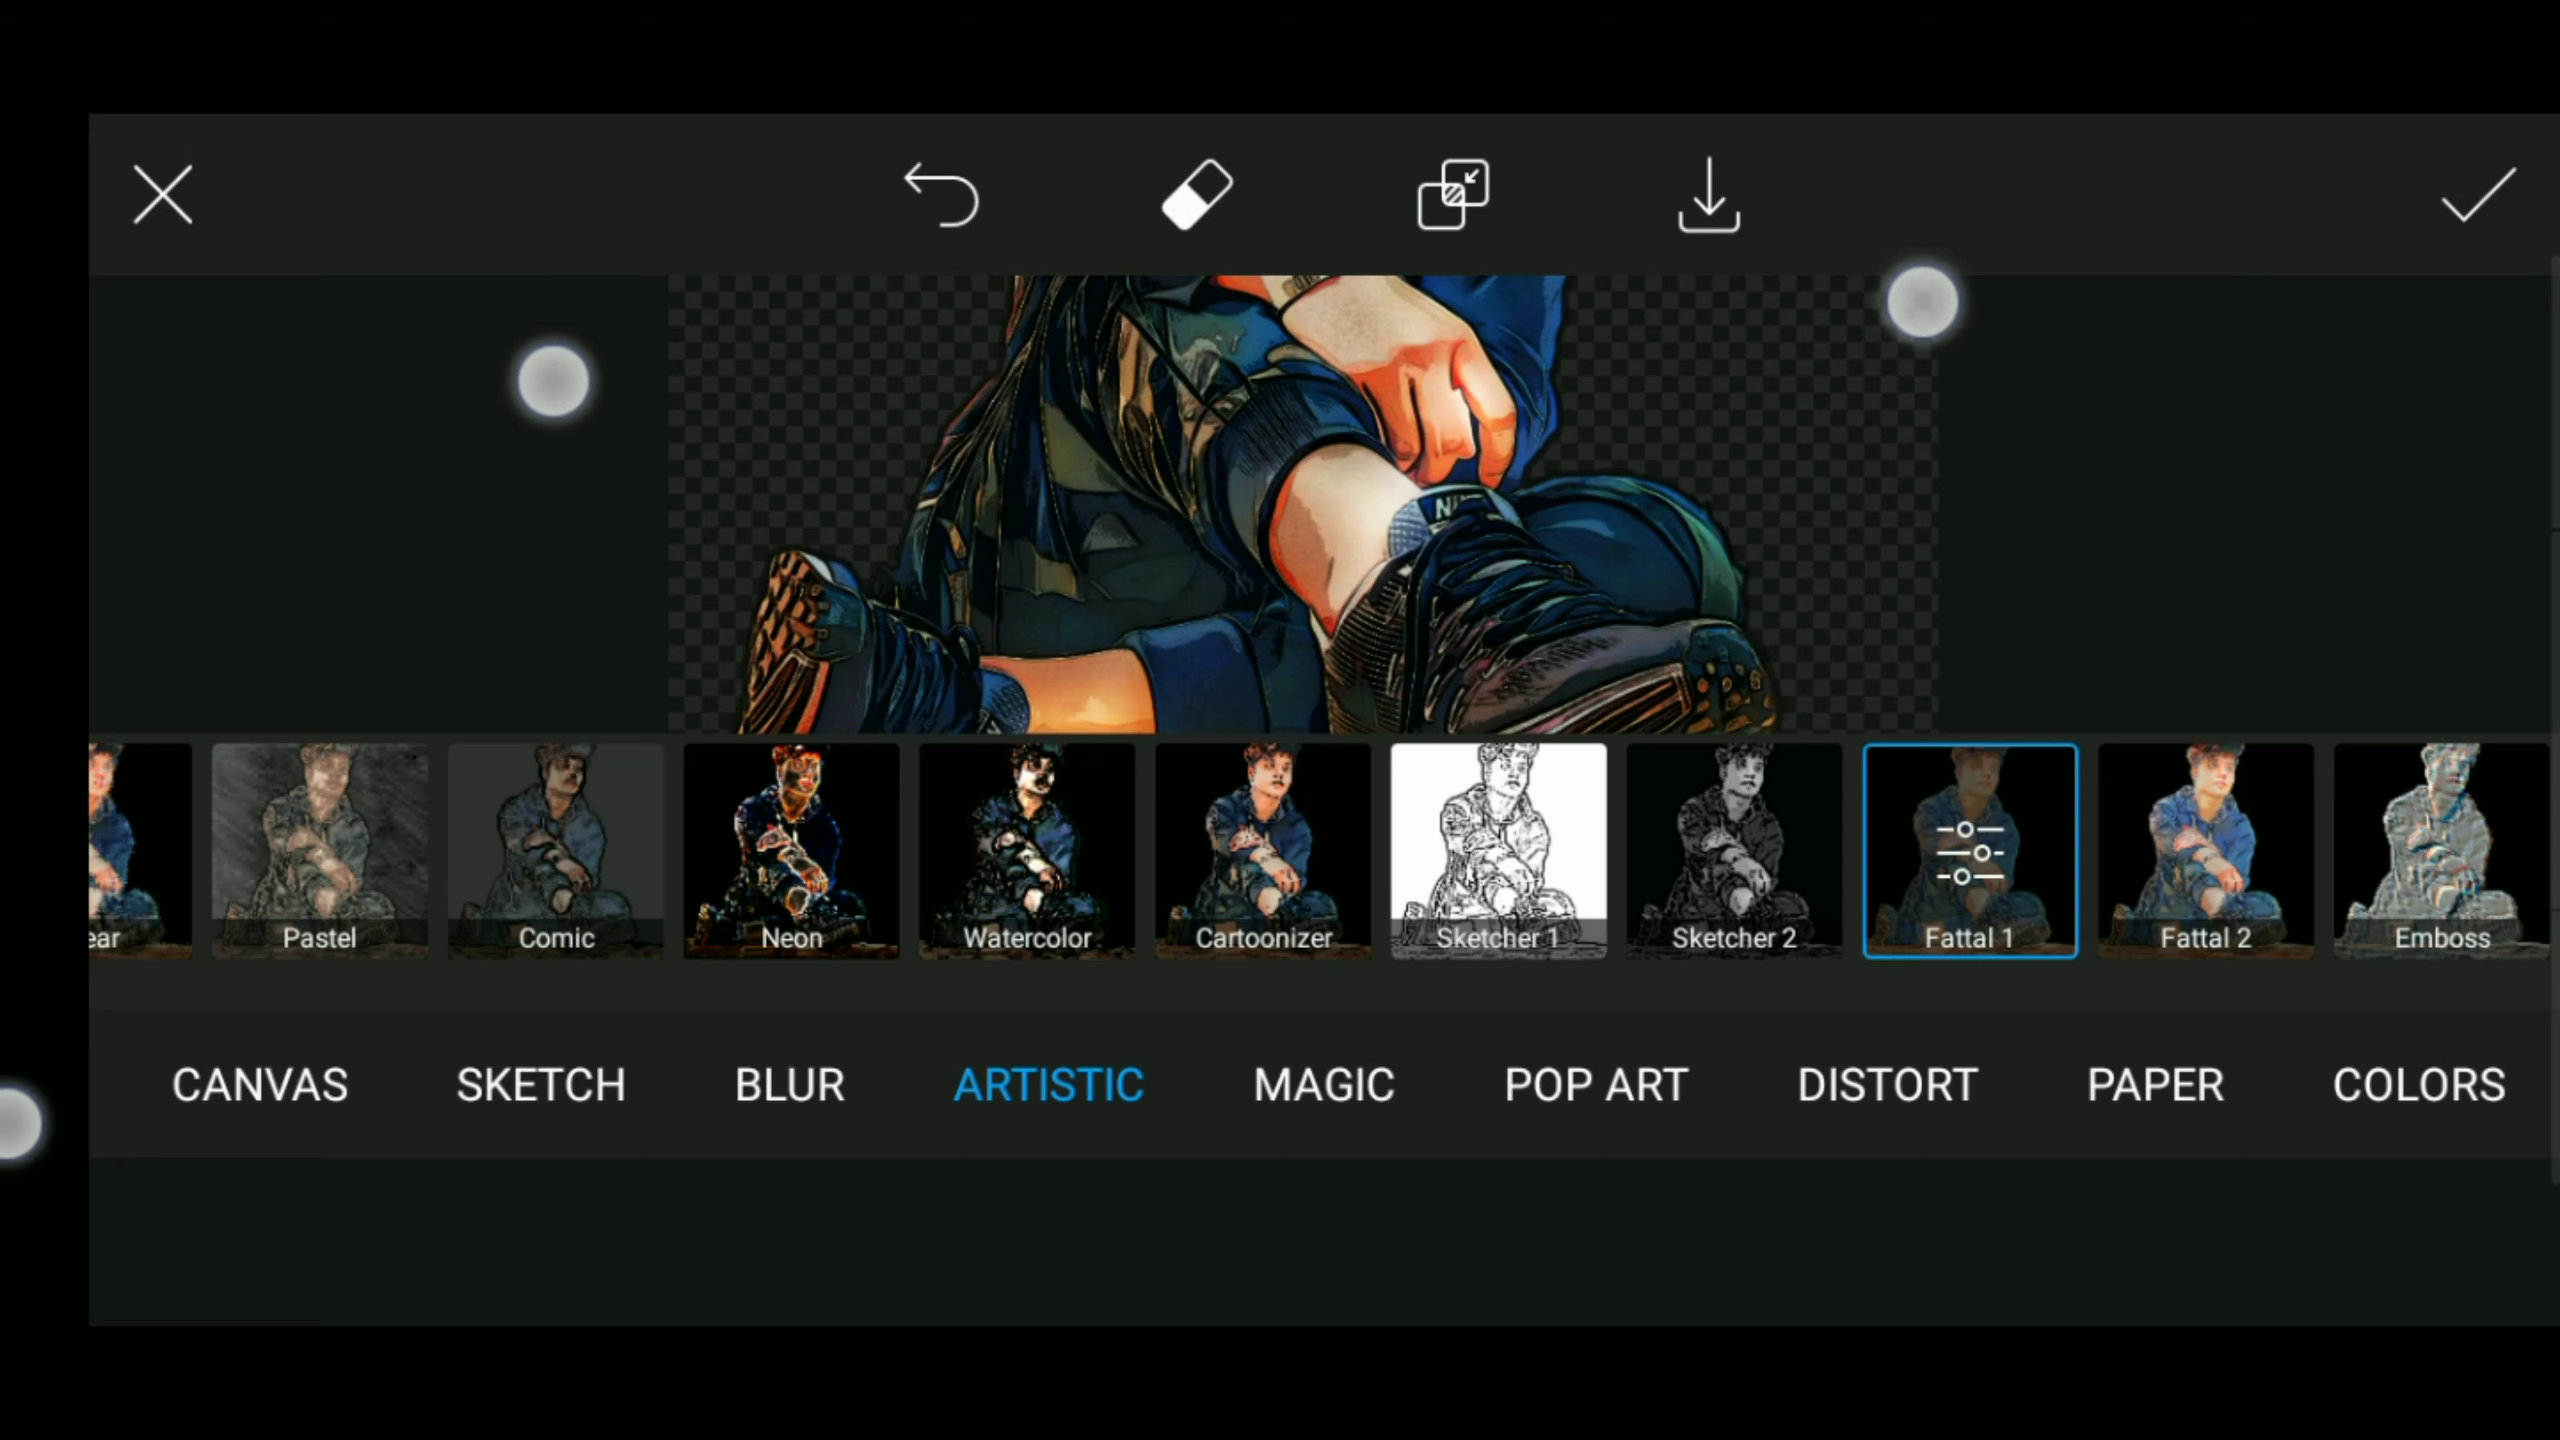 ear
Pastel
Comic
Neon
Watercolor
Cartoonizer
Sketcher 1
Sketcher 2
Fattal 1
Fattal 2
Emboss
CANVAS
SKETCH
BLUR
ARTISTIC
MAGIC
POP ART
DISTORT
PAPER
COLORS